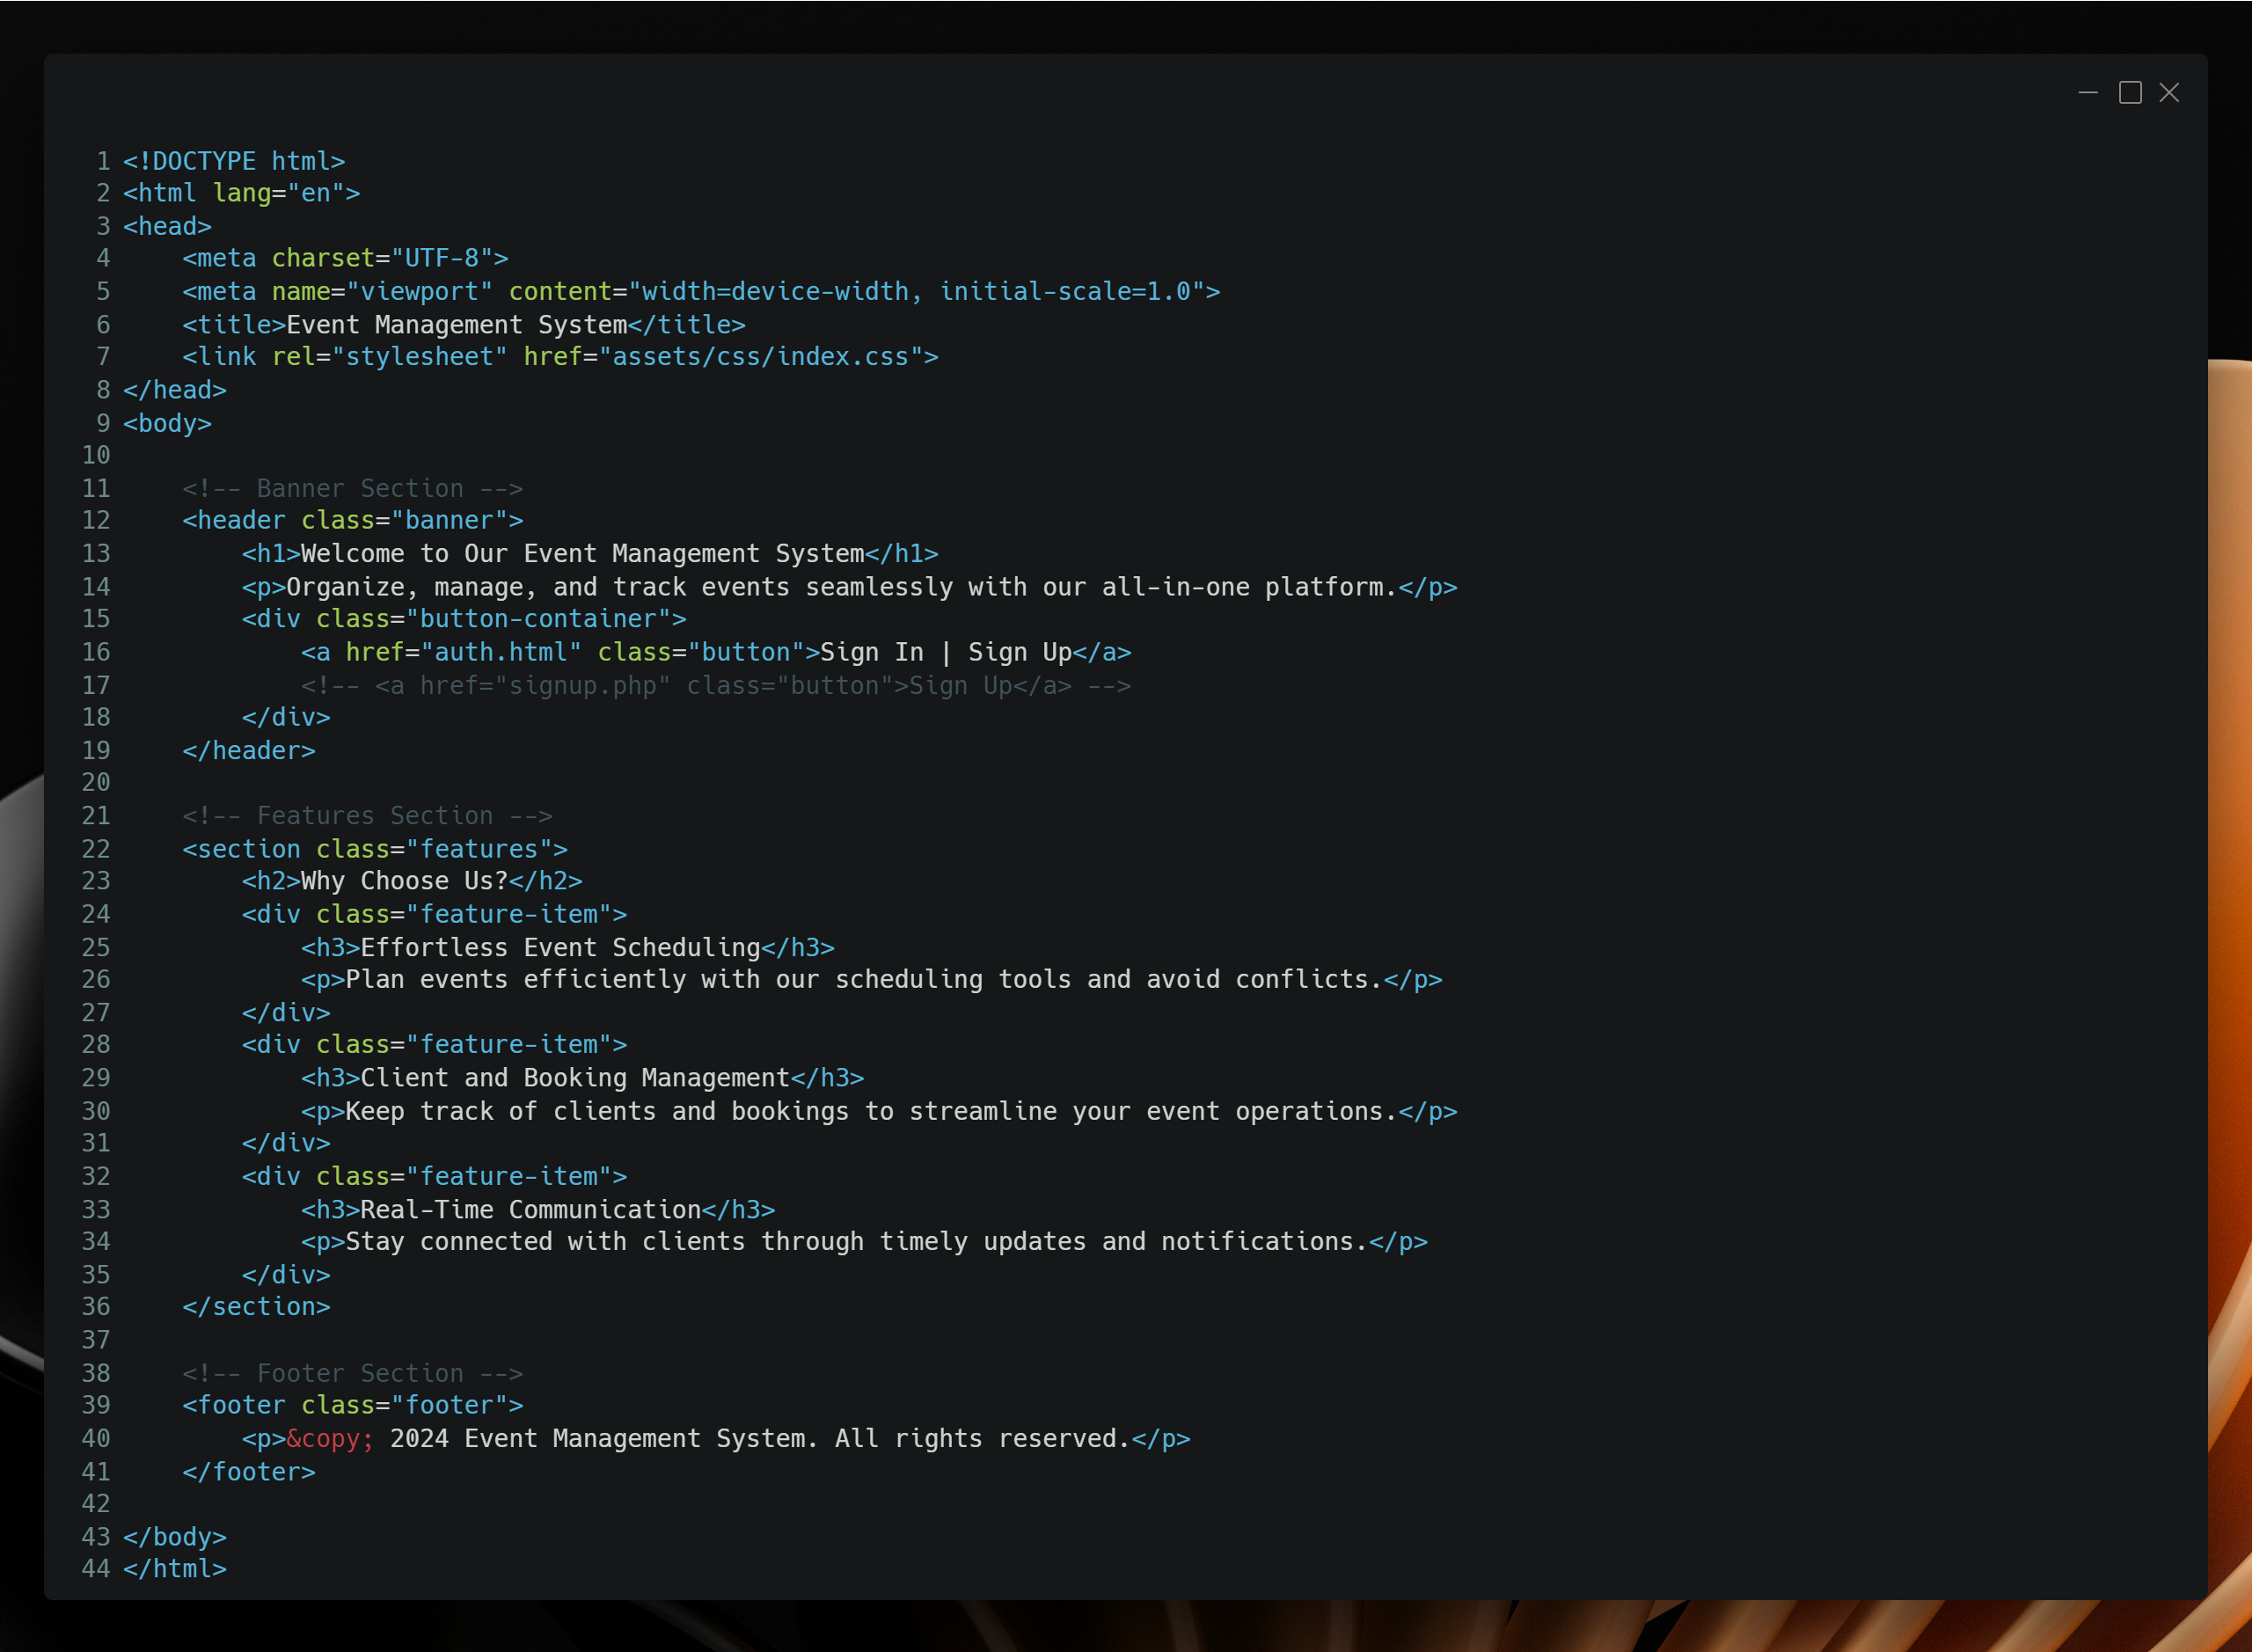 1 <!DOCTYPE html>
2 <html lang="en">
3 <head>
4     <meta charset="UTF-8">
5     <meta name="viewport" content="width=device-width, initial-scale=1.0">
6     <title>Event Management System</title>
7     <link rel="stylesheet" href="assets/css/index.css">
8 </head>
9 <body>
10
11     <!-- Banner Section -->
12     <header class="banner">
13         <h1>Welcome to Our Event Management System</h1>
14         <p>Organize, manage, and track events seamlessly with our all-in-one platform.</p>
15         <div class="button-container">
16             <a href="auth.html" class="button">Sign In | Sign Up</a>
17             <!-- <a href="signup.php" class="button">Sign Up</a> -->
18         </div>
19     </header>
20
21     <!-- Features Section -->
22     <section class="features">
23         <h2>Why Choose Us?</h2>
24         <div class="feature-item">
25             <h3>Effortless Event Scheduling</h3>
26             <p>Plan events efficiently with our scheduling tools and avoid conflicts.</p>
27         </div>
28         <div class="feature-item">
29             <h3>Client and Booking Management</h3>
30             <p>Keep track of clients and bookings to streamline your event operations.</p>
31         </div>
32         <div class="feature-item">
33             <h3>Real-Time Communication</h3>
34             <p>Stay connected with clients through timely updates and notifications.</p>
35         </div>
36     </section>
37
38     <!-- Footer Section -->
39     <footer class="footer">
40         <p>&copy; 2024 Event Management System. All rights reserved.</p>
41     </footer>
42
43 </body>
44 </html>